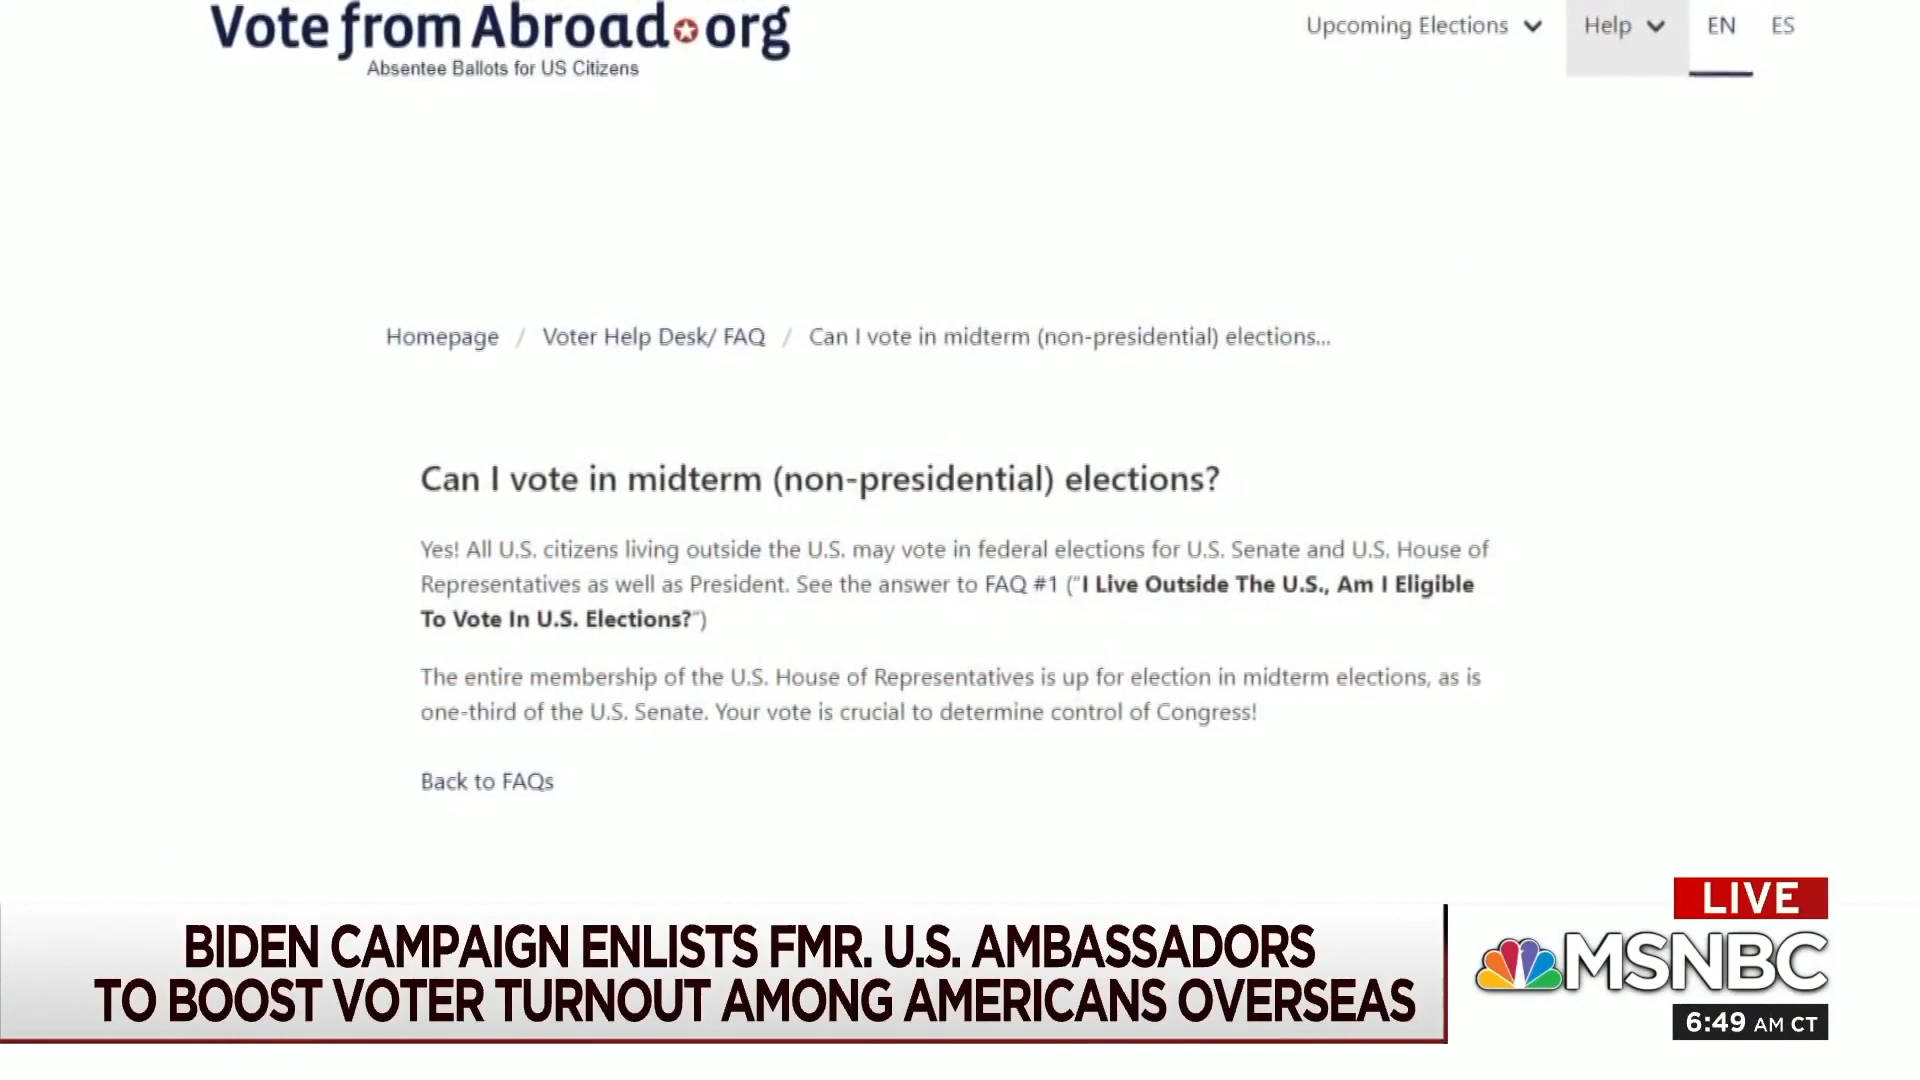 Vote from Abroad.org
Absentee Ballots for US Citizens
Upcoming Elections
Help
EN
ES
Homepage / Voter Help Desk/ FAQ / Can I vote in midterm (non-presidential) elections...
Can I vote in midterm (non-presidential) elections?
Yes! All U.S. citizens living outside the U.S. may vote in federal elections for U.S. Senate and U.S. House of
Representatives as well as President. See the answer to FAQ #1 ("I Live Outside The U.S., Am I Eligible
To Vote In U.S. Elections?")
The entire membership of the U.S. House of Representatives is up for election in midterm elections, as is
one-third of the U.S. Senate. Your vote is crucial to determine control of Congress!
Back to FAQs
BIDEN CAMPAIGN ENLISTS FMR. U.S. AMBASSADORS
TO BOOST VOTER TURNOUT AMONG AMERICANS OVERSEAS
LIVE
MSNBC
6:49 AM CT